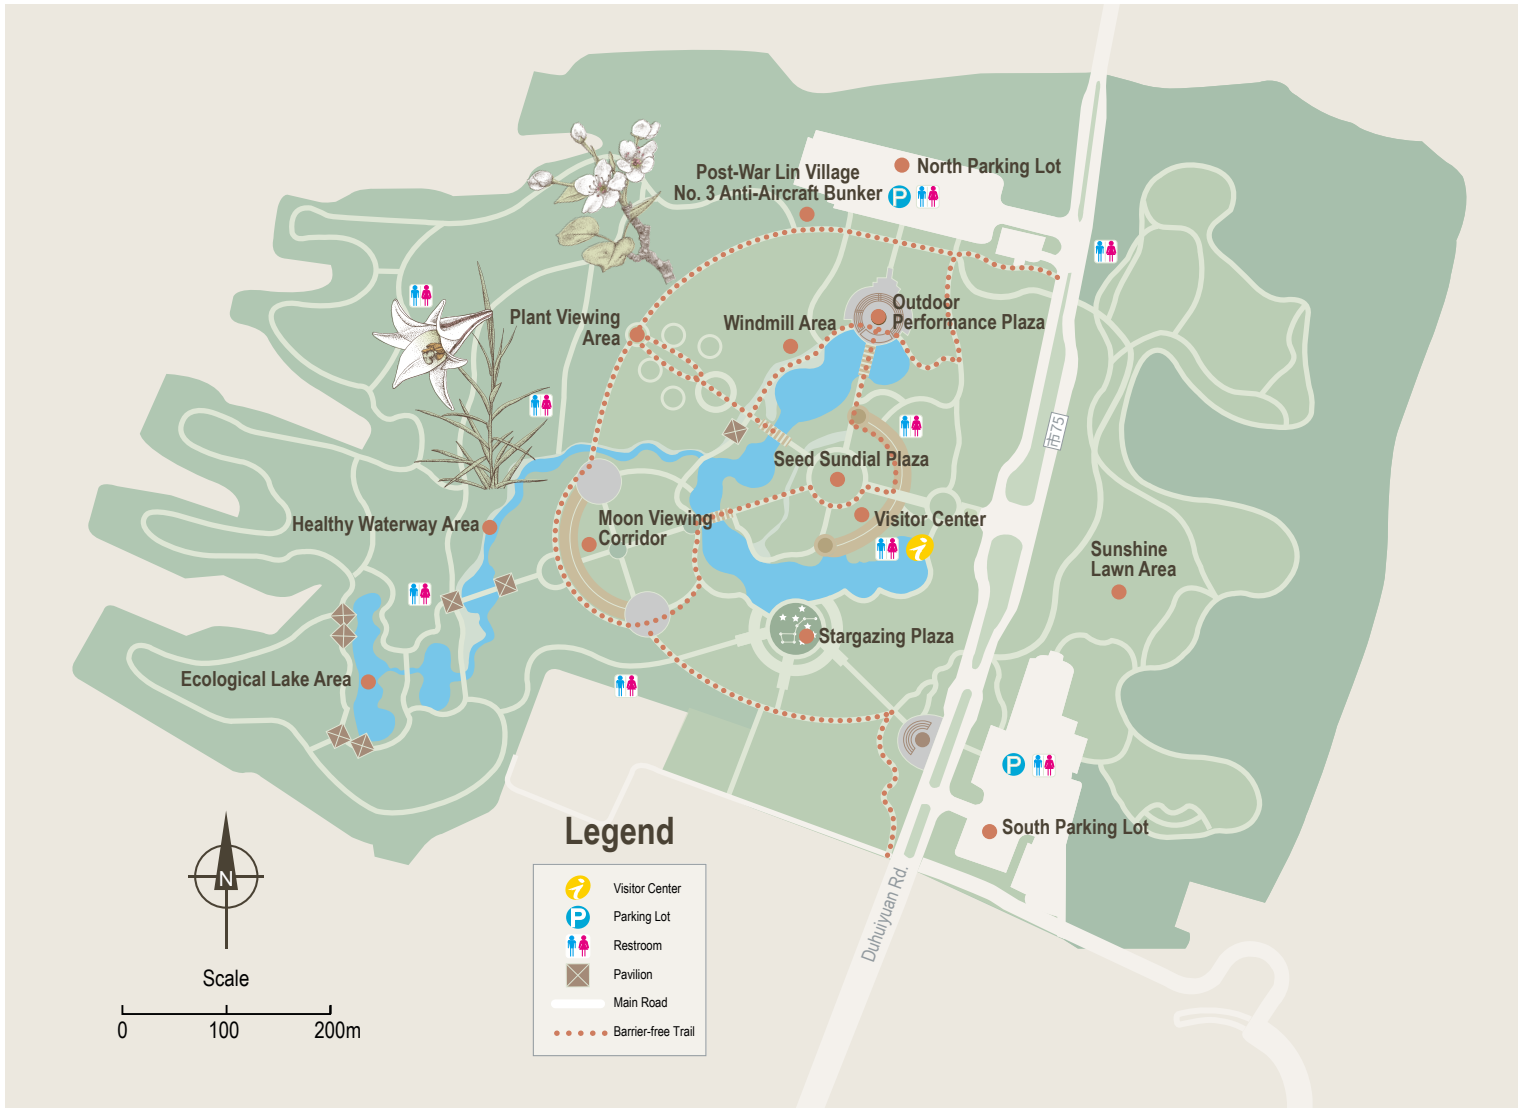 Post-War Lin Village
No. 3 Anti-Aircraft Bunker
North Parking Lot
P
Plant Viewing
Area
Windmill Area
Outdoor
Performance Plaza
市75
Seed Sundial Plaza
Healthy Waterway Area
Moon Viewing
Corridor
Visitor Center
Sunshine
Lawn Area
Stargazing Plaza
Ecological Lake Area
P
South Parking Lot
Duhuiyuan Rd.
N
Scale
0 100 200m
Legend
Visitor Center
P Parking Lot
Restroom
Pavilion
Main Road
Barrier-free Trail